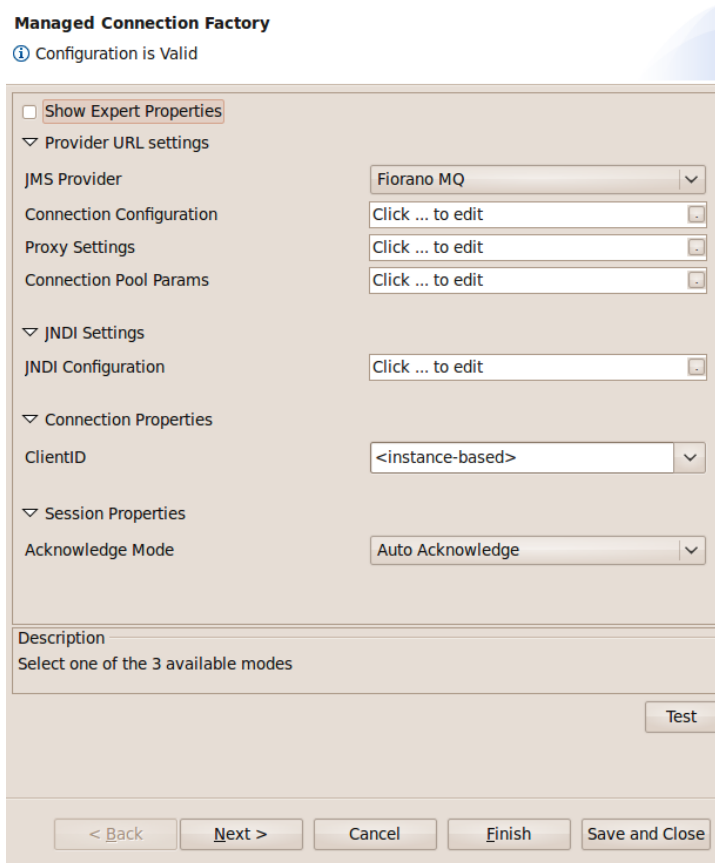 Managed Connection Factory
Configuration is Valid
Show Expert Properties
Provider URL settings
JMS Provider Fiorano MQ
Connection Configuration Click ... to edit .
Proxy Settings Click ... to edit .
Connection Pool Params Click ... to edit .
JNDI Settings
JNDI Configuration Click ... to edit .
Connection Properties
ClientID <instance-based>
Session Properties
Acknowledge Mode Auto Acknowledge
Description
Select one of the 3 available modes
Test
< Back Next > Cancel Finish Save and Close